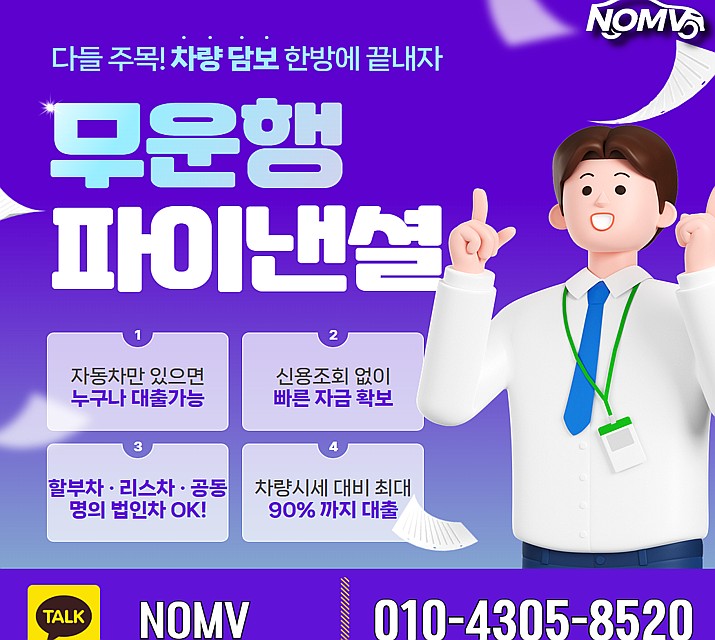 NOMV
다들 주목! 차량 담보 한방에 끝내자
무운행
파이낸셜
1
자동차만 있으면
누구나 대출가능
2
신용조회 없이
빠른 자금 확보
3
할부차 · 리스차 · 공동
명의 법인차 OK!
4
차량시세 대비 최대
90% 까지 대출
TALK
NOMV
010-4305-8520